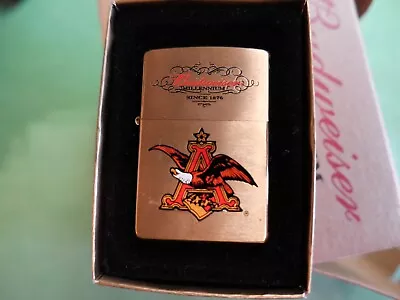 Budweiser
MILLENNIUM
SINCE 1876
A
®
Budweiser